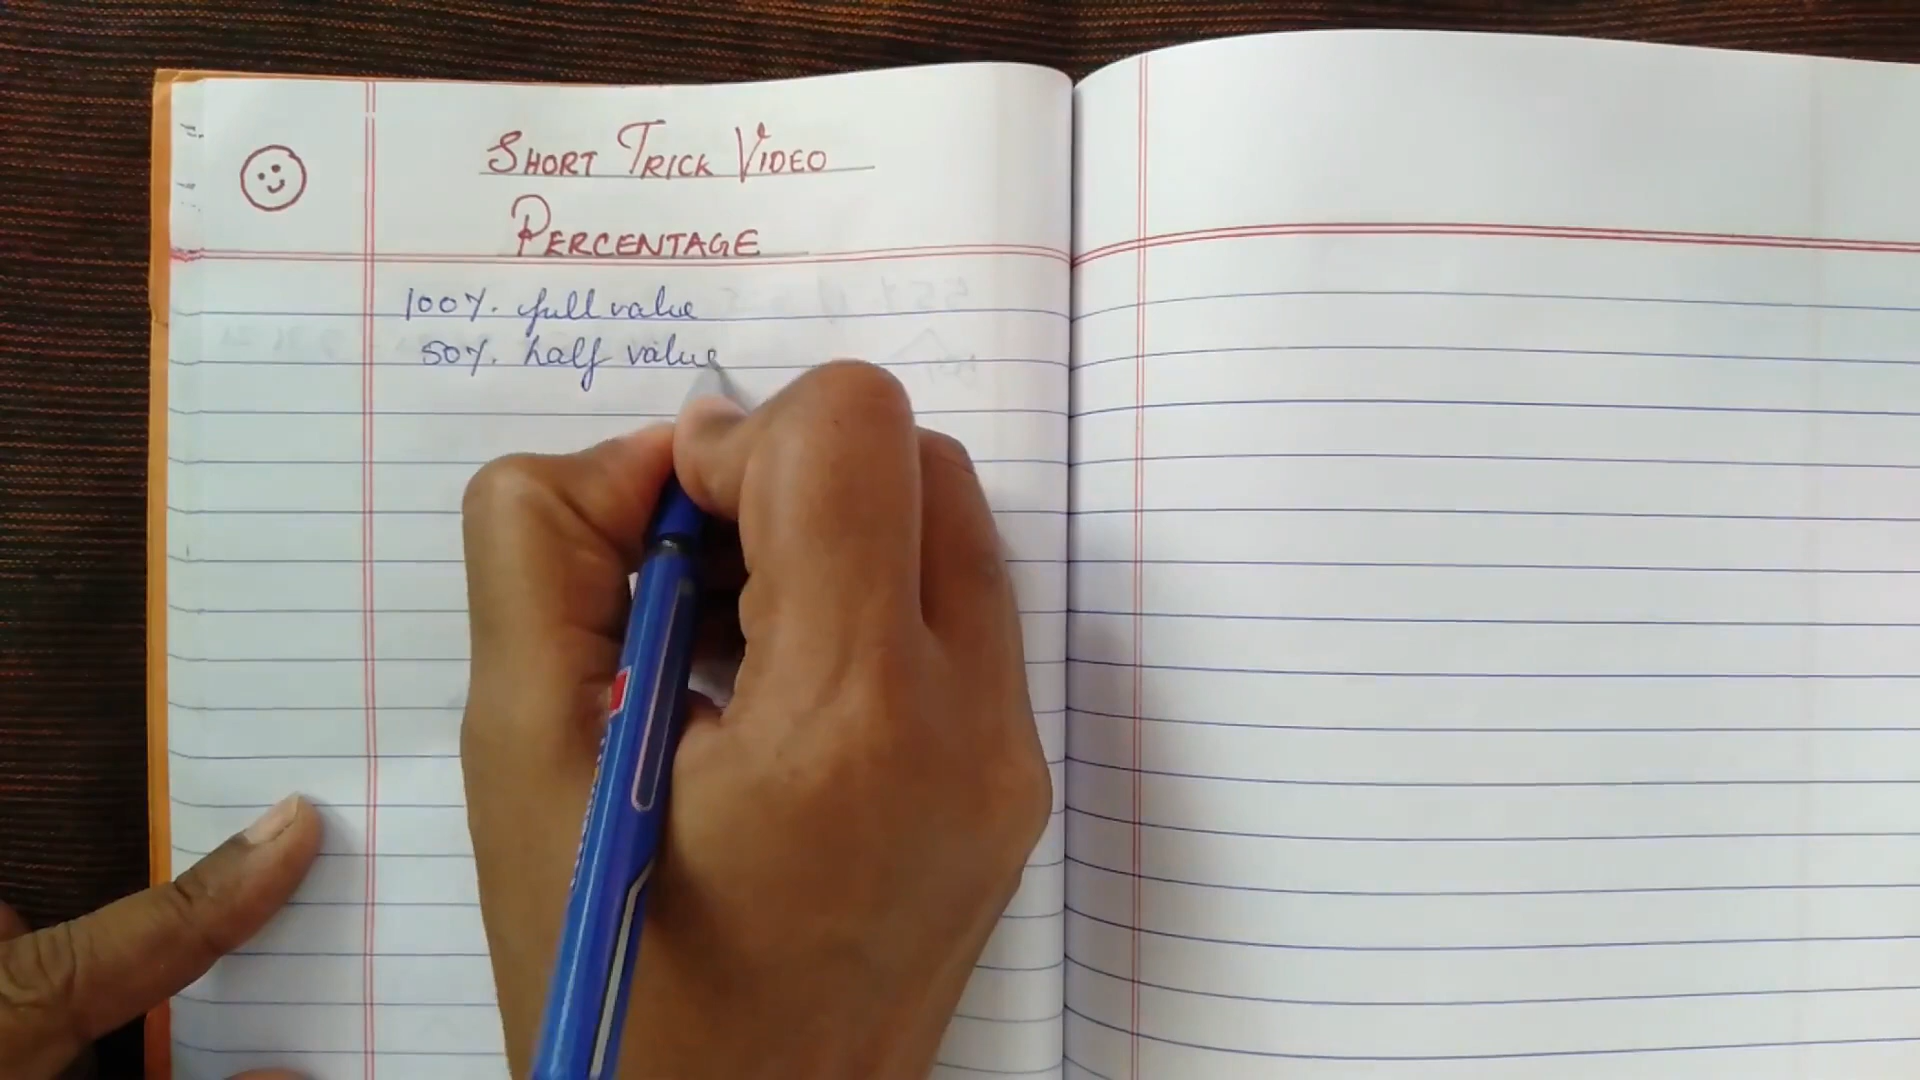 SHORT TRICK VIDEO
PERCENTAGE
100%. full value
50%. half value